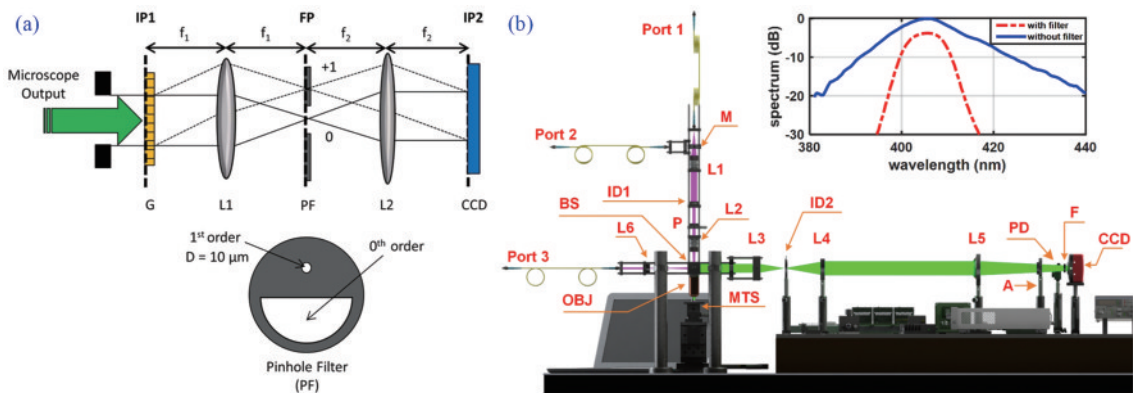 (a)
IP1 FP IP2
f1 f1 f2 f2
Microscope
Output
+1
0
G L1 PF L2 CCD
1st order
D = 10 μm
0th order
Pinhole Filter
(PF)
(b)
Port 1
Port 2
M
L1
ID1
BS
P
L2
L6
L3
ID2
L4
L5
PD
F
CCD
Port 3
A
OBJ
MTS
spectrum (dB)
0
-10
-20
-30
with filter
without filter
380 400 420 440
wavelength (nm)